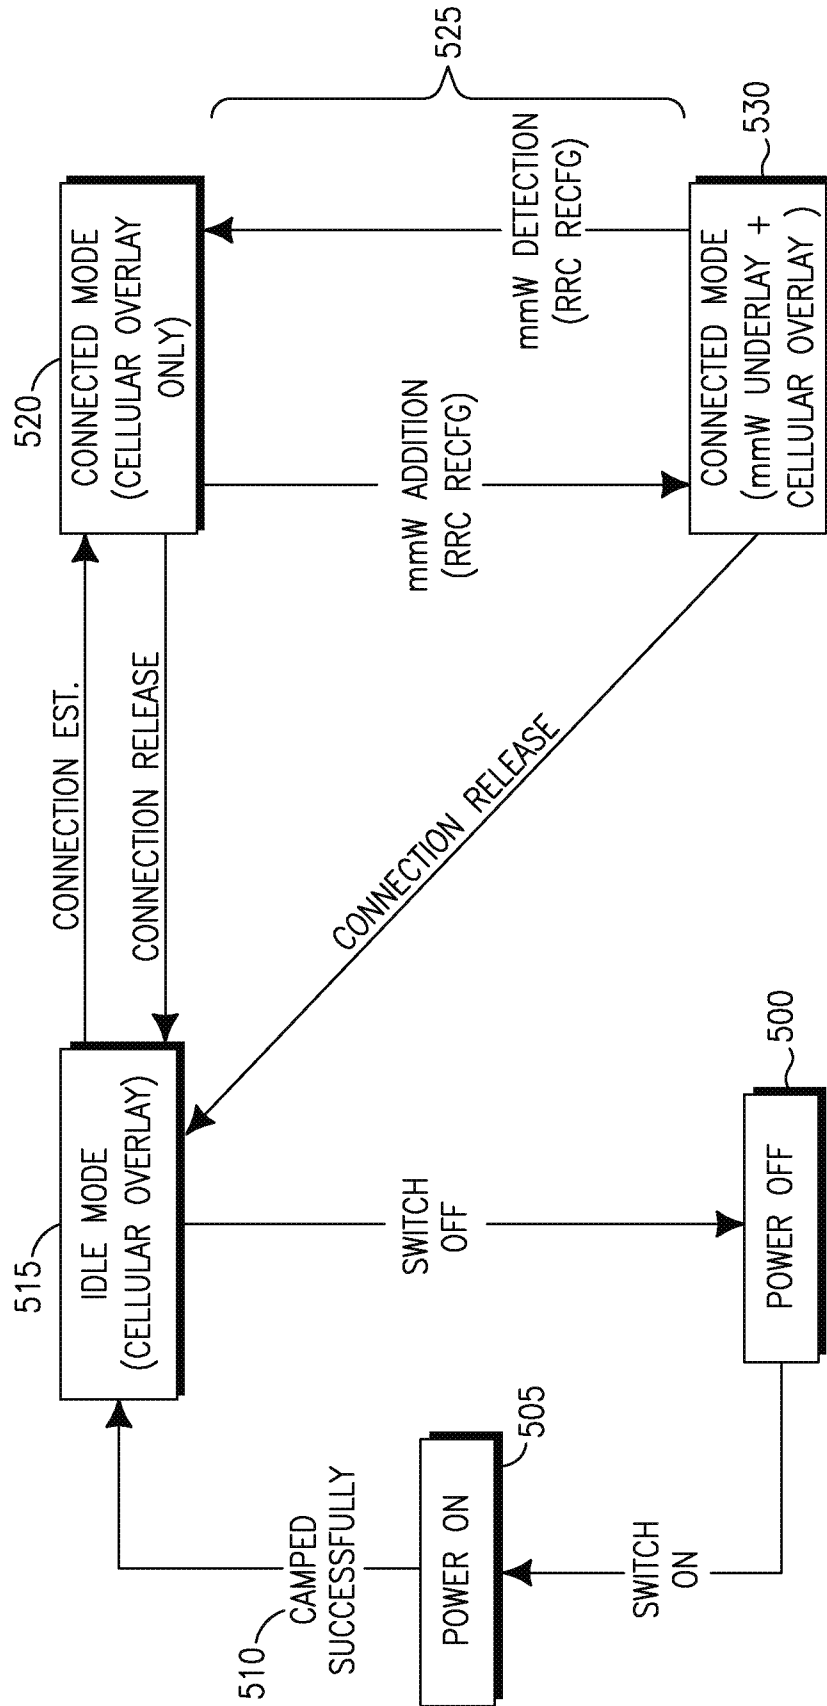 515
IDLE MODE
(CELLULAR OVERLAY)
CONNECTION EST.
CONNECTION RELEASE
520
CONNECTED MODE
(CELLULAR OVERLAY
ONLY)
510
CAMPED
SUCCESSFULLY
SWITCH
OFF
CONNECTION RELEASE
mmW ADDITION
(RRC RECFG)
mmW DETECTION
(RRC RECFG)
525
POWER ON
505
SWITCH
ON
POWER OFF
500
CONNECTED MODE
(mmW UNDERLAY +
CELLULAR OVERLAY )
530